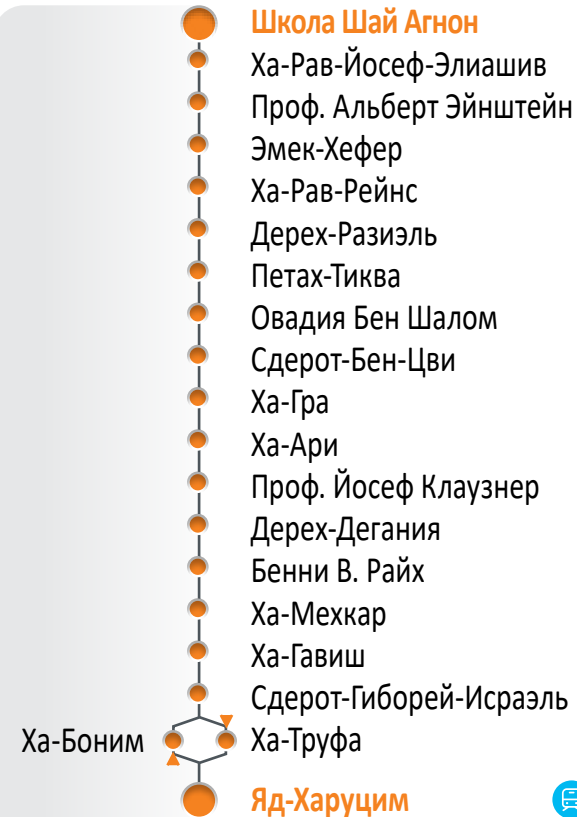 Школа Шай Агнон
Ха-Рав-Йосеф-Элиашив
Проф. Альберт Эйнштейн
Эмек-Хефер
Ха-Рав-Рейнс
Дерех-Разиэль
Петах-Тиква
Овадия Бен Шалом
Сдерот-Бен-Цви
Ха-Гра
Ха-Ари
Проф. Йосеф Клаузнер
Дерех-Дегания
Бенни В. Райх
Ха-Мехкар
Ха-Гавиш
Сдерот-Гиборей-Исраэль
Ха-Боним Ха-Труфа
Яд-Харуцим